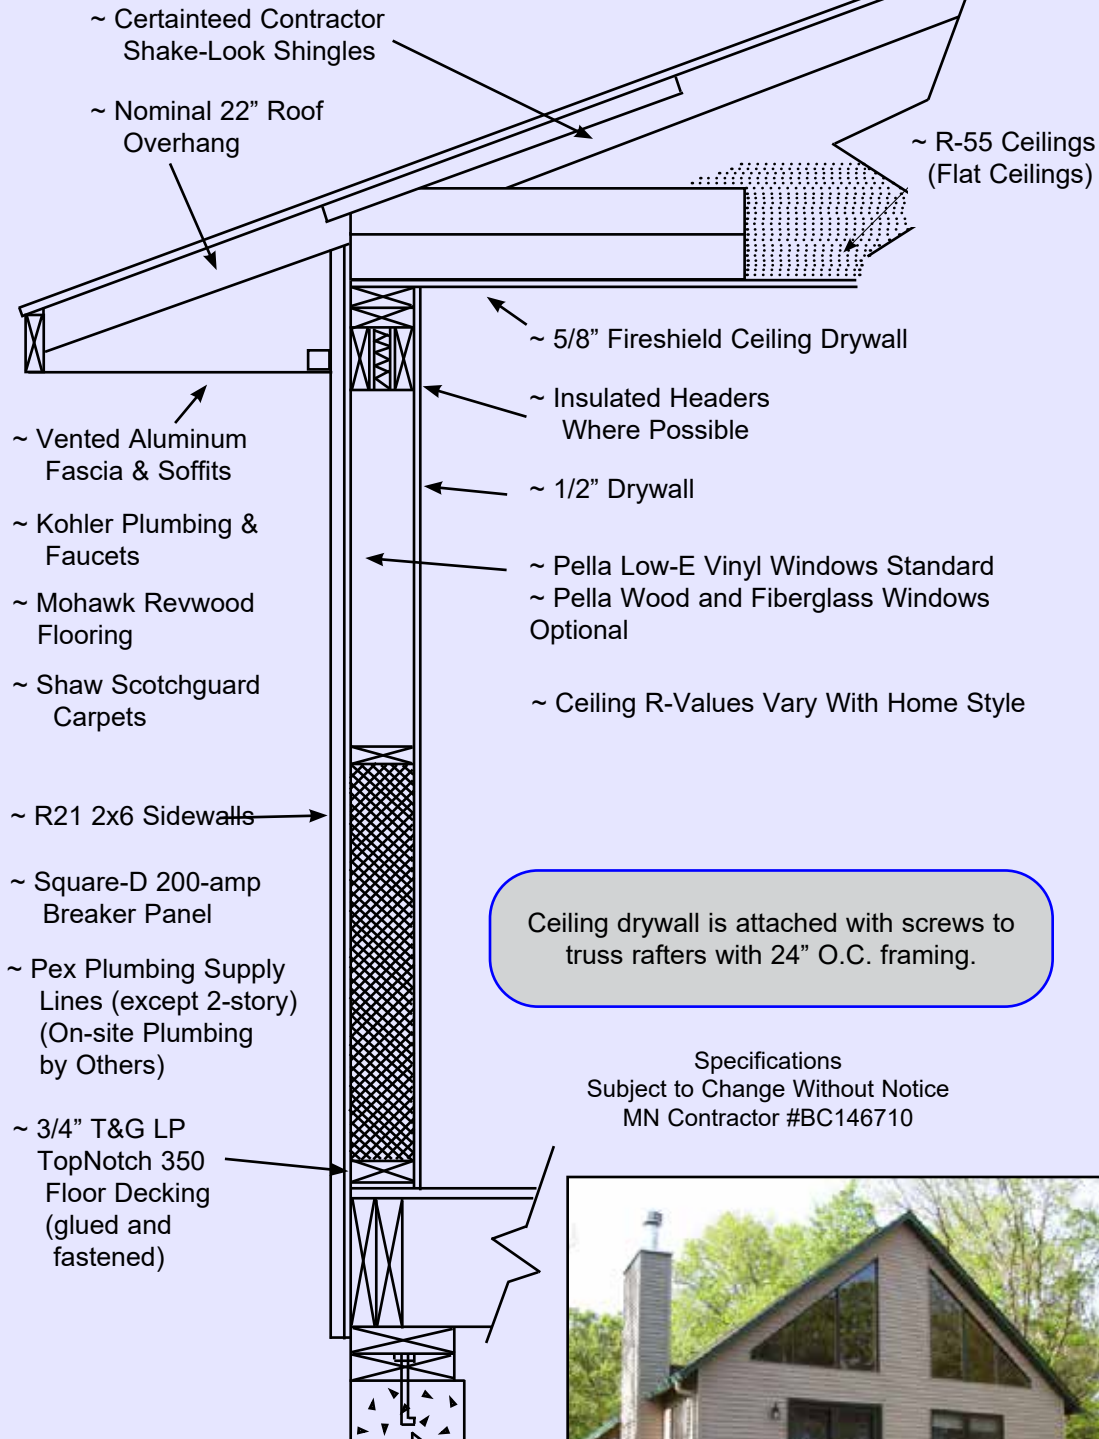 ~ Certainteed Contractor
Shake-Look Shingles
~ Nominal 22” Roof
Overhang
~ R-55 Ceilings
(Flat Ceilings)
~ 5/8” Fireshield Ceiling Drywall
~ Insulated Headers
Where Possible
~ Vented Aluminum
Fascia & Soffits
~ 1/2” Drywall
~ Kohler Plumbing &
Faucets
~ Pella Low-E Vinyl Windows Standard
~ Pella Wood and Fiberglass Windows
Optional
~ Mohawk Revwood
Flooring
~ Shaw Scotchguard
Carpets
~ Ceiling R-Values Vary With Home Style
~ R21 2x6 Sidewalls
~ Square-D 200-amp
Breaker Panel
Ceiling drywall is attached with screws to
truss rafters with 24” O.C. framing.
~ Pex Plumbing Supply
Lines (except 2-story)
(On-site Plumbing
by Others)
Specifications
Subject to Change Without Notice
MN Contractor #BC146710
~ 3/4” T&G LP
TopNotch 350
Floor Decking
(glued and
fastened)